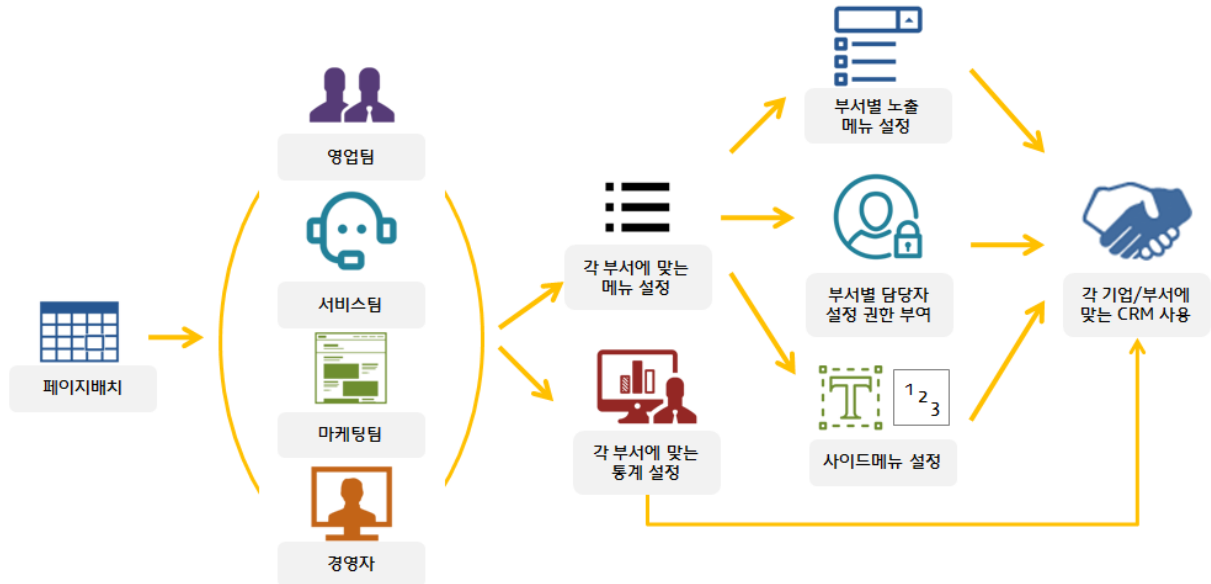 페이지배치
영업팀
서비스팀
마케팅팀
경영자
각 부서에 맞는
메뉴 설정
각 부서에 맞는
통계 설정
부서별 노출
메뉴 설정
부서별 담당자
설정 권한 부여
T
1
2
3
사이드메뉴 설정
각 기업/부서에
맞는 CRM 사용